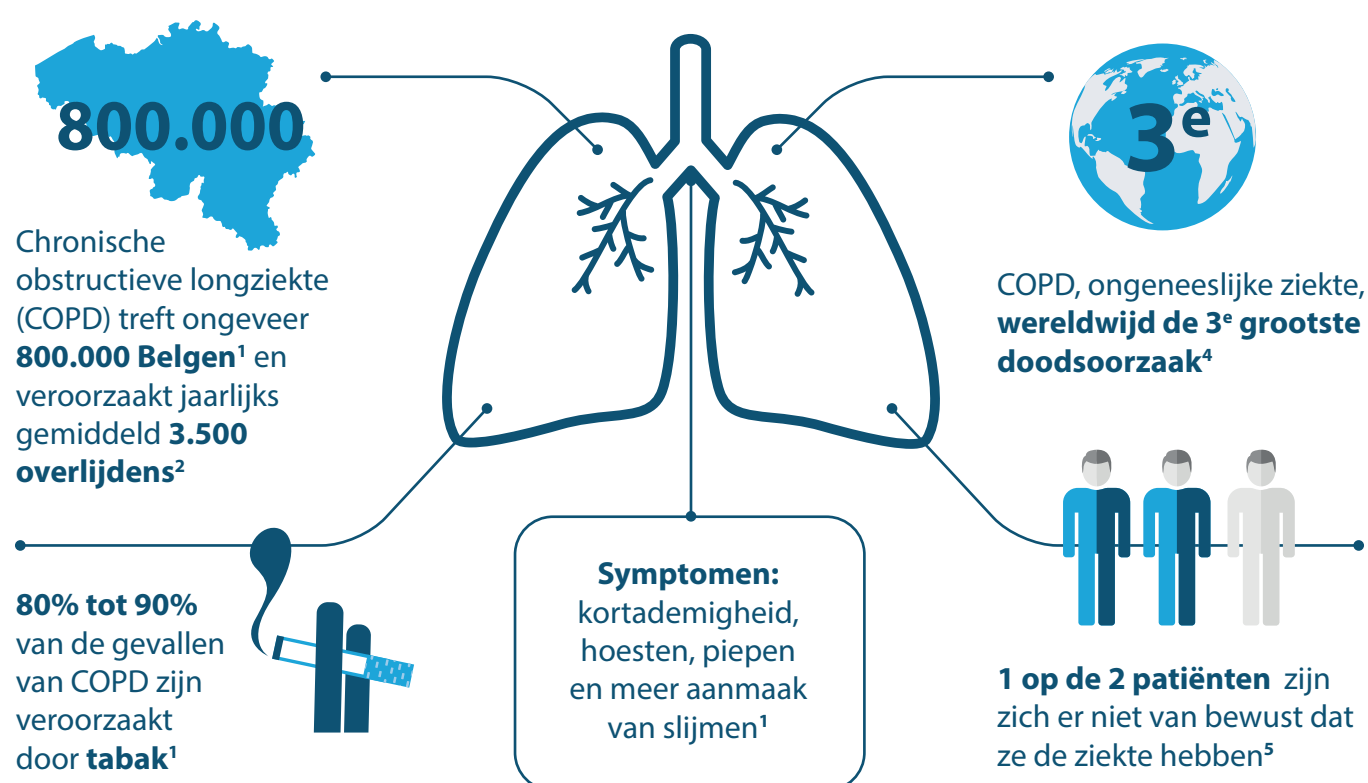 800.000
Chronische
obstructieve longziekte
(COPD) treft ongeveer
800.000 Belgen¹ en
veroorzaakt jaarlijks
gemiddeld 3.500
overlijdens²
80% tot 90%
van de gevallen
van COPD zijn
veroorzaakt
door tabak¹
Symptomen:
kortademigheid,
hoesten, piepen
en meer aanmaak
van slijmen¹
3ᵉ
COPD, ongeneeslijke ziekte,
wereldwijd de 3ᵉ grootste
doodsoorzaak⁴
1 op de 2 patiënten zijn
zich er niet van bewust dat
ze de ziekte hebben⁵